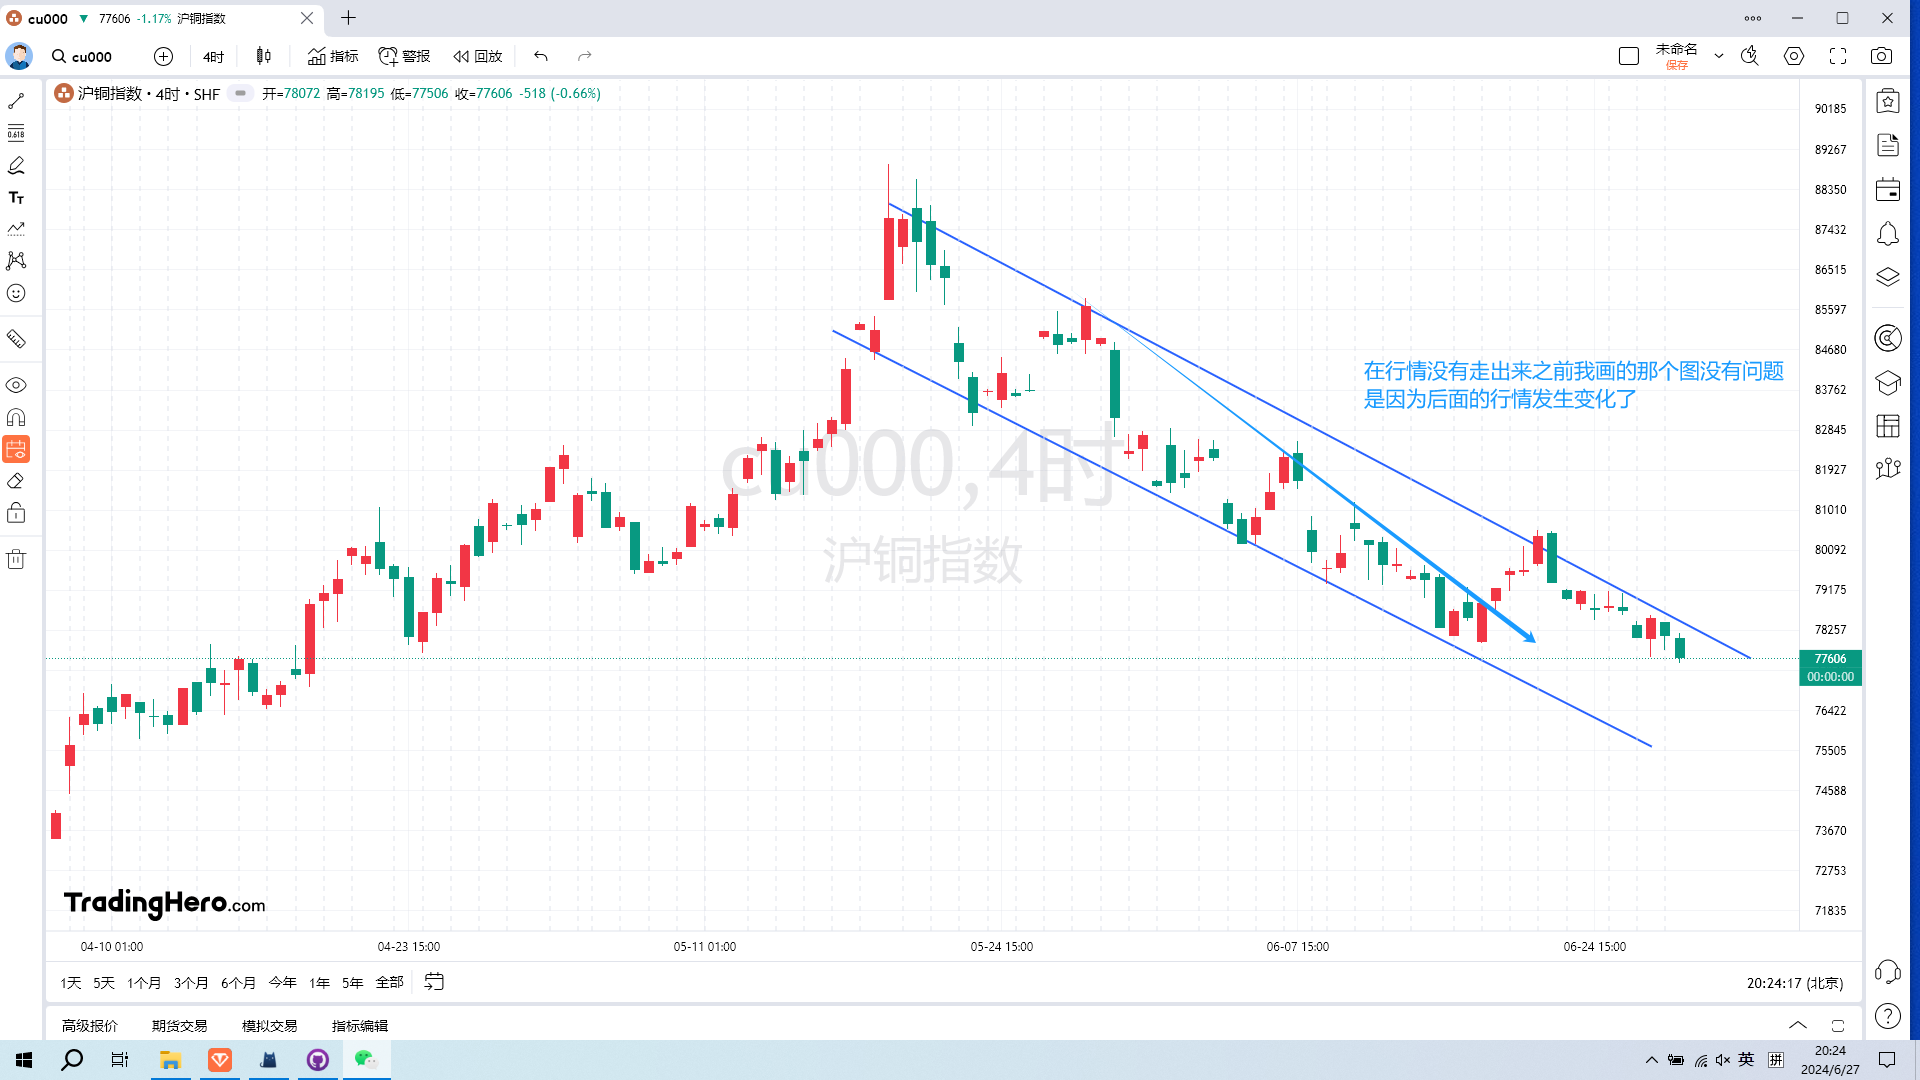 cu000 ▼ 77606 -1.17% 沪铜指数
cu000 4时 指标 警报 回放 未命名
保存
沪铜指数 · 4时 · SHF 开=78072 高=78195 低=77506 收=77606 -518 (-0.66%)
0.618
TT
90185
89267
88350
87432
86515
85597
84680
在行情没有走出来之前我画的那个图没有问题
83762
是因为后面的行情发生变化了
82845
cu000,4时
81927
81010
80092
沪铜指数
79175
78257
77606
00:00:00
76422
75505
74588
73670
72753
TradingHero.com
71835
04-10 01:00 04-23 15:00 05-11 01:00 05-24 15:00 06-07 15:00 06-24 15:00
1天 5天 1个月 3个月 6个月 今年 1年 5年 全部 20:24:17 (北京)
高级报价 期货交易 模拟交易 指标编辑
英 拼 20:24
2024/6/27